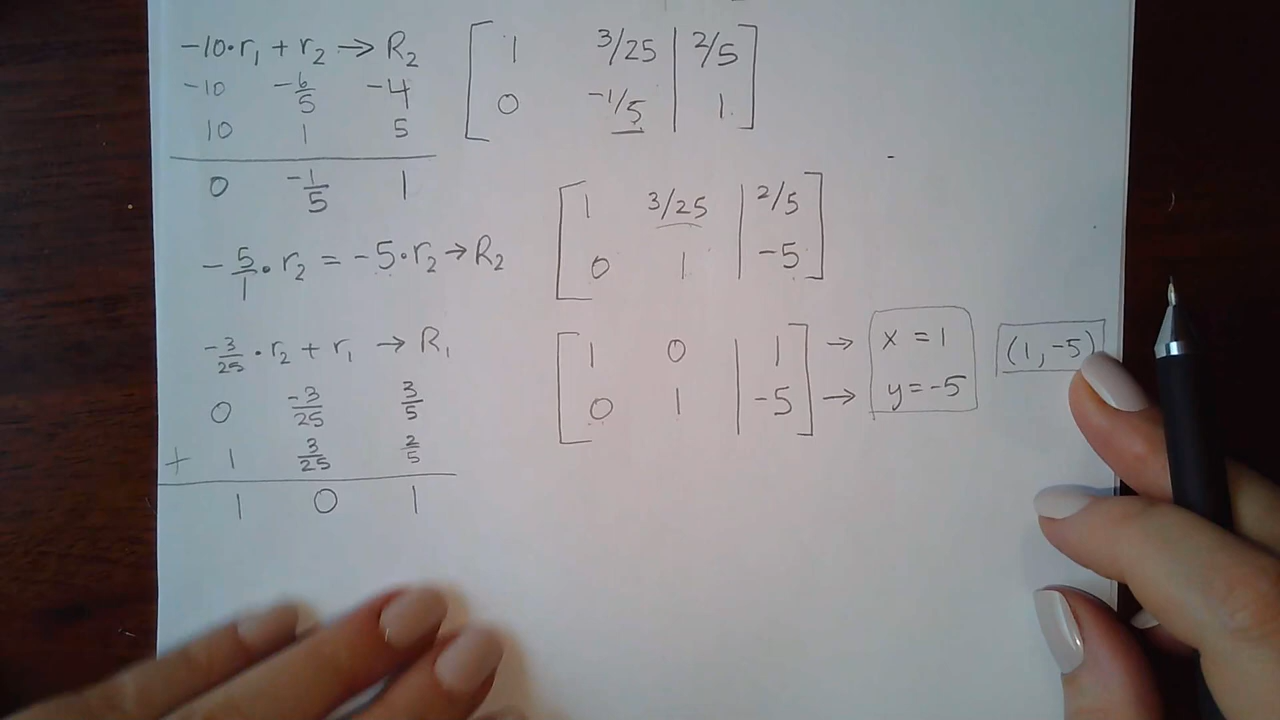 -10·r₁ + r₂ → R₂ [ 1 3/25 | 2/5 ]
-10 -6/5 -4 [ 0 -1/5 | 1 ]
10 1 5
0 -1/5 1
[ 1 3/25 | 2/5 ]
-5/1·r₂ = -5·r₂ → R₂ [ 0 1 | -5 ]
-3/25·r₂ + r₁ → R₁ [ 1 0 | 1 ] → x = 1 (1, -5)
0 -3/25 3/5 [ 0 1 | -5 ] → y = -5
+ 1 3/25 2/5
1 0 1